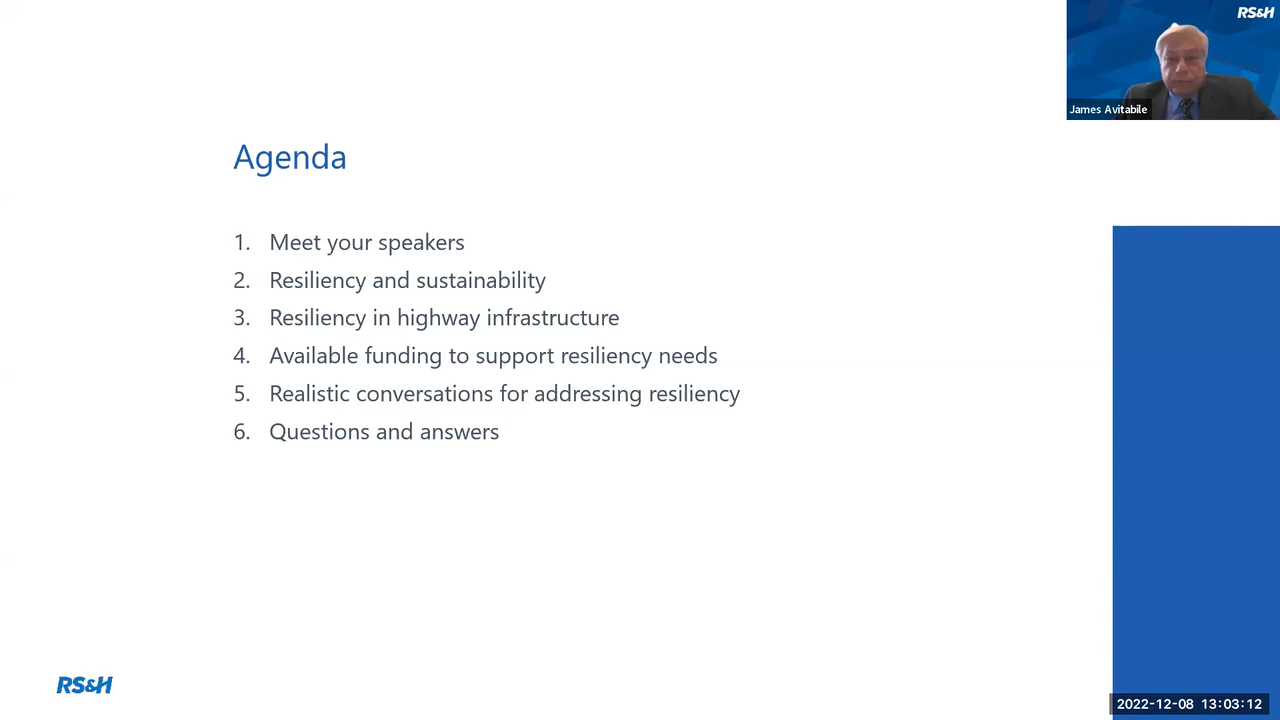 RS&H
James Avitabile
Agenda
1. Meet your speakers
2. Resiliency and sustainability
3. Resiliency in highway infrastructure
4. Available funding to support resiliency needs
5. Realistic conversations for addressing resiliency
6. Questions and answers
RS&H
2022-12-08 13:03:12